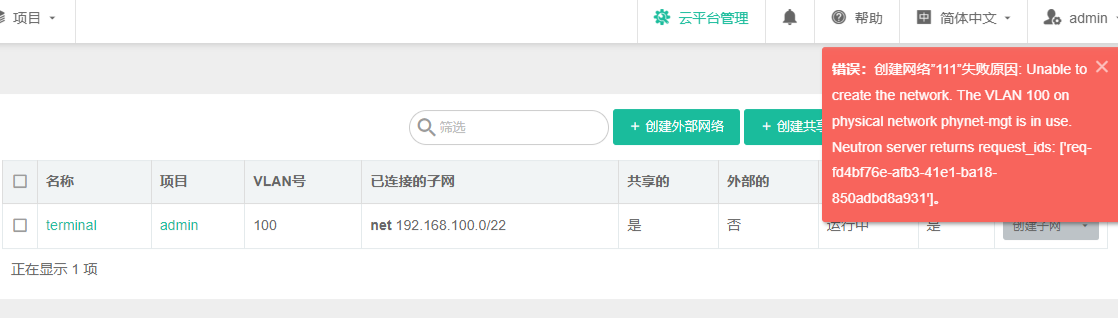 项目
云平台管理
帮助
简体中文
admin
错误：创建网络"111"失败原因: Unable to
create the network. The VLAN 100 on
physical network phynet-mgt is in use.
Neutron server returns request_ids: ['req-
fd4bf76e-afb3-41e1-ba18-
850adbd8a931']。
筛选
+ 创建外部网络
+ 创建共享
名称 项目 VLAN号 已连接的子网 共享的 外部的
terminal admin 100 net 192.168.100.0/22 是 否 运行中 是 创建子网
正在显示 1 项